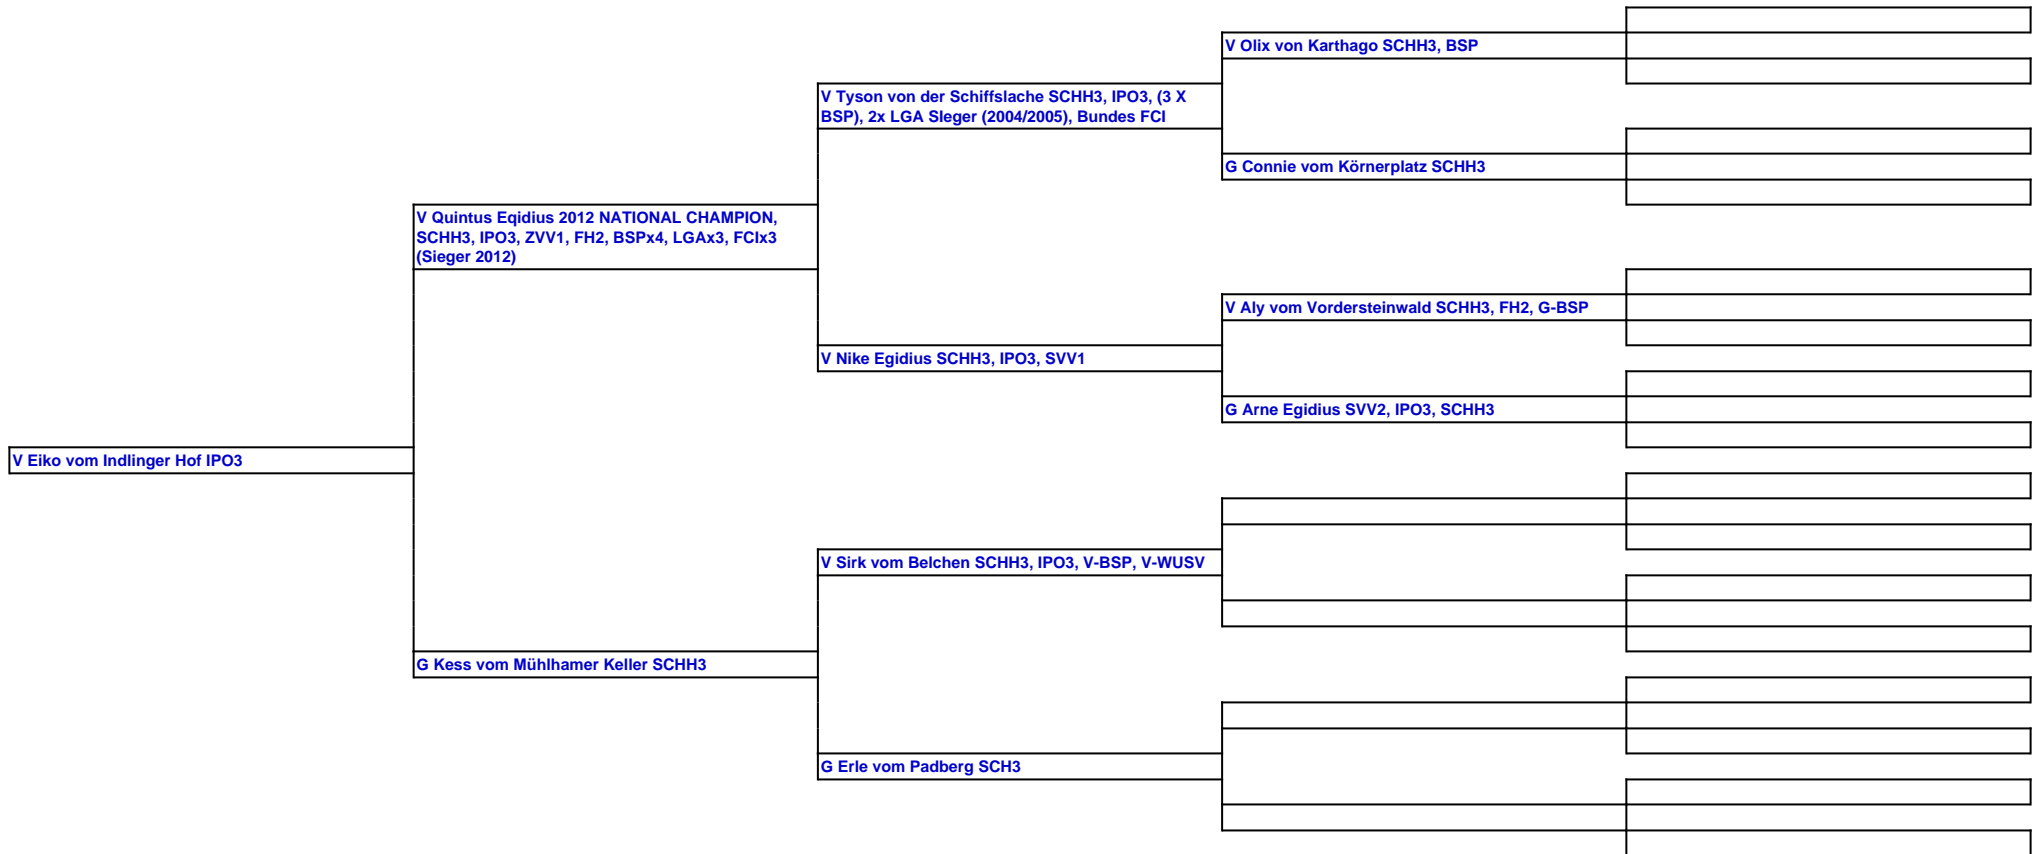 V Olix von Karthago SCHH3, BSP
V Tyson von der Schiffslache SCHH3, IPO3, (3 X
BSP), 2x LGA SIeger (2004/2005), Bundes FCI
G Connie vom Körnerplatz SCHH3
V Quintus Eqidius 2012 NATIONAL CHAMPION,
SCHH3, IPO3, ZVV1, FH2, BSPx4, LGAx3, FCIx3
(Sieger 2012)
V Aly vom Vordersteinwald SCHH3, FH2, G-BSP
V Nike Egidius SCHH3, IPO3, SVV1
G Arne Egidius SVV2, IPO3, SCHH3
V Eiko vom Indlinger Hof IPO3
V Sirk vom Belchen SCHH3, IPO3, V-BSP, V-WUSV
G Kess vom Mühlhamer Keller SCHH3
G Erle vom Padberg SCH3